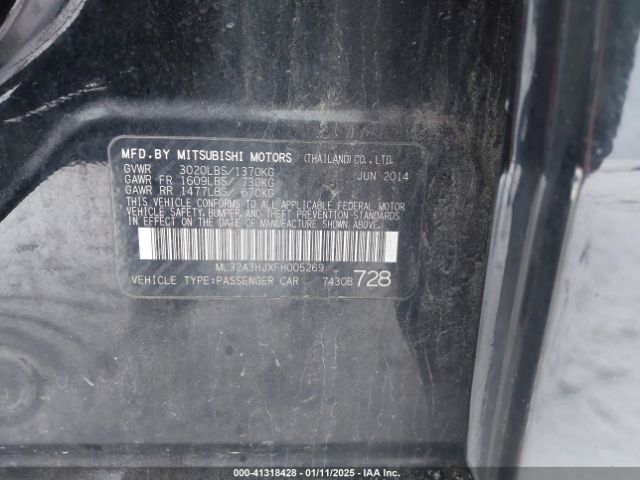 MFD. BY MITSUBISHI MOTORS (THAILAND) CO., LTD.
GVWR 3020LBS/1370KG JUN 2014
GAWR FR 1609LBS/ 730KG
GAWR RR 1477LBS/ 670KG
THIS VEHICLE CONFORMS TO ALL APPLICABLE FEDERAL MOTOR
VEHICLE SAFETY, BUMPER, AND THEFT PREVENTION STANDARDS
IN EFFECT ON THE DATE OF MANUFACTURE SHOWN ABOVE.
ML32A3HJXFH005269
VEHICLE TYPE:PASSENGER CAR 7430B 728
000-41318428 - 01/11/2025 - IAA Inc.